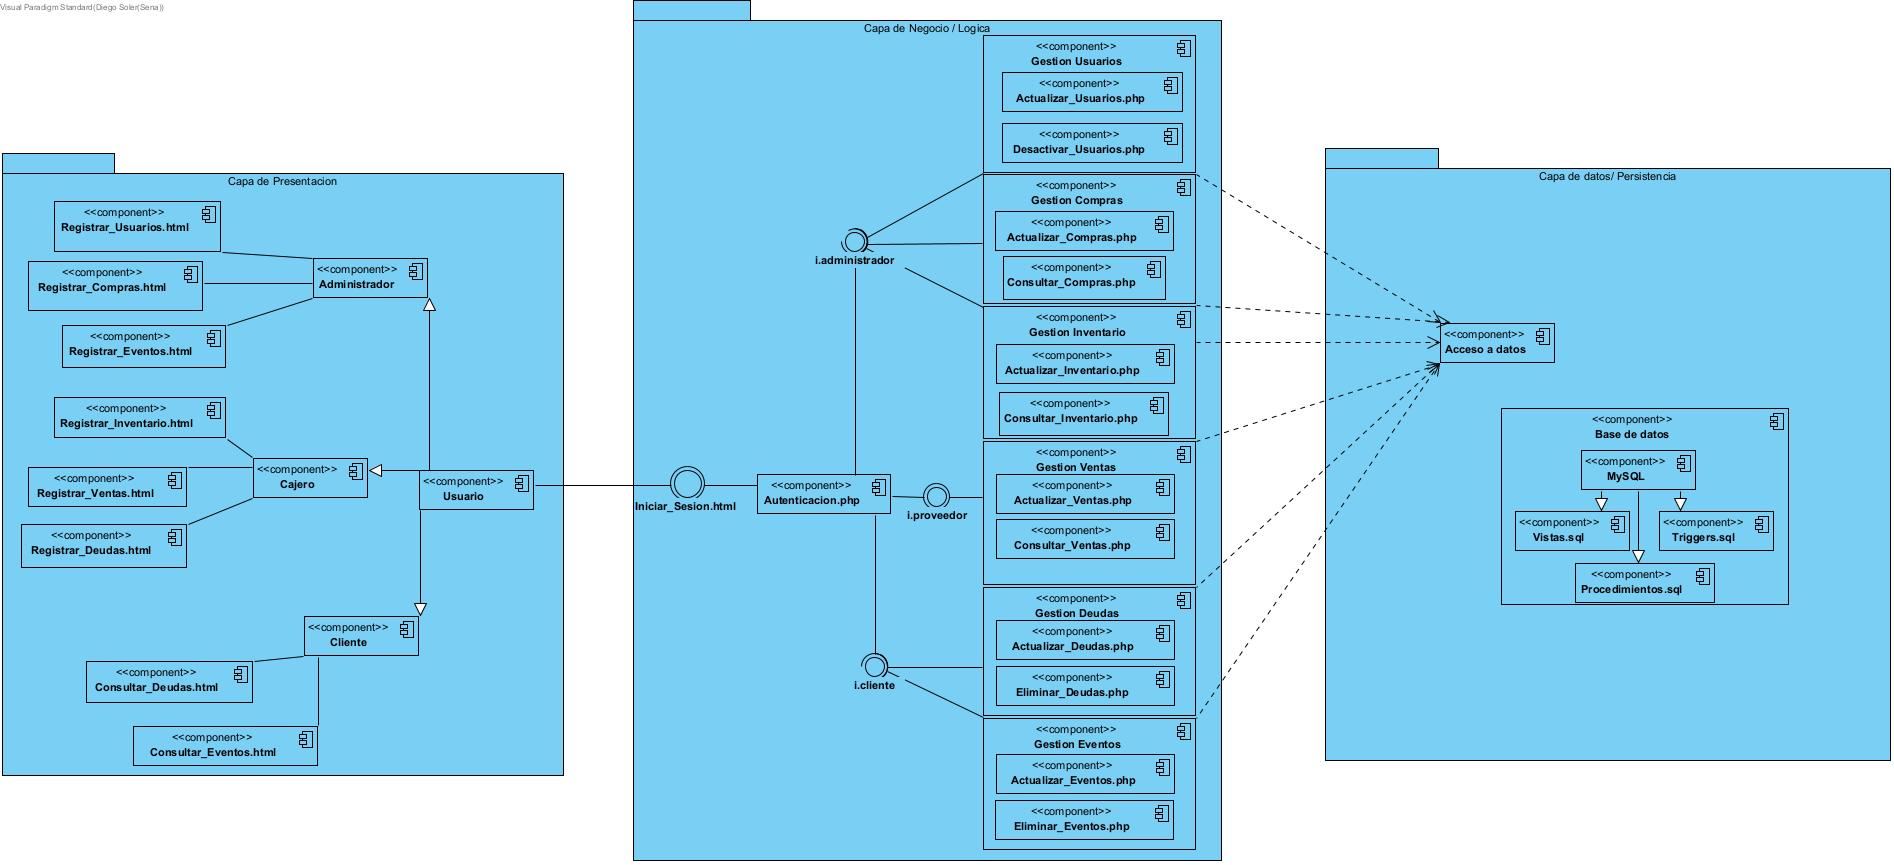 Visual Paradigm Standard(Diego Soler(Sena))
Capa de Presentacion
<<component>>
Registrar_Usuarios.html
<<component>>
Registrar_Compras.html
<<component>>
Administrador
<<component>>
Registrar_Eventos.html
<<component>>
Registrar_Inventario.html
<<component>>
Registrar_Ventas.html
<<component>>
Cajero
<<component>>
Usuario
<<component>>
Registrar_Deudas.html
<<component>>
Cliente
<<component>>
Consultar_Deudas.html
<<component>>
Consultar_Eventos.html
Capa de Negocio / Logica
Iniciar_Sesion.html
<<component>>
Autenticacion.php
i.administrador
i.proveedor
i.cliente
<<component>>
Gestion Usuarios
<<component>>
Actualizar_Usuarios.php
<<component>>
Desactivar_Usuarios.php
<<component>>
Gestion Compras
<<component>>
Actualizar_Compras.php
<<component>>
Consultar_Compras.php
<<component>>
Gestion Inventario
<<component>>
Actualizar_Inventario.php
<<component>>
Consultar_Inventario.php
<<component>>
Gestion Ventas
<<component>>
Actualizar_Ventas.php
<<component>>
Consultar_Ventas.php
<<component>>
Gestion Deudas
<<component>>
Actualizar_Deudas.php
<<component>>
Eliminar_Deudas.php
<<component>>
Gestion Eventos
<<component>>
Actualizar_Eventos.php
<<component>>
Eliminar_Eventos.php
Capa de datos/ Persistencia
<<component>>
Acceso a datos
<<component>>
Base de datos
<<component>>
MySQL
<<component>>
Vistas.sql
<<component>>
Triggers.sql
<<component>>
Procedimientos.sql